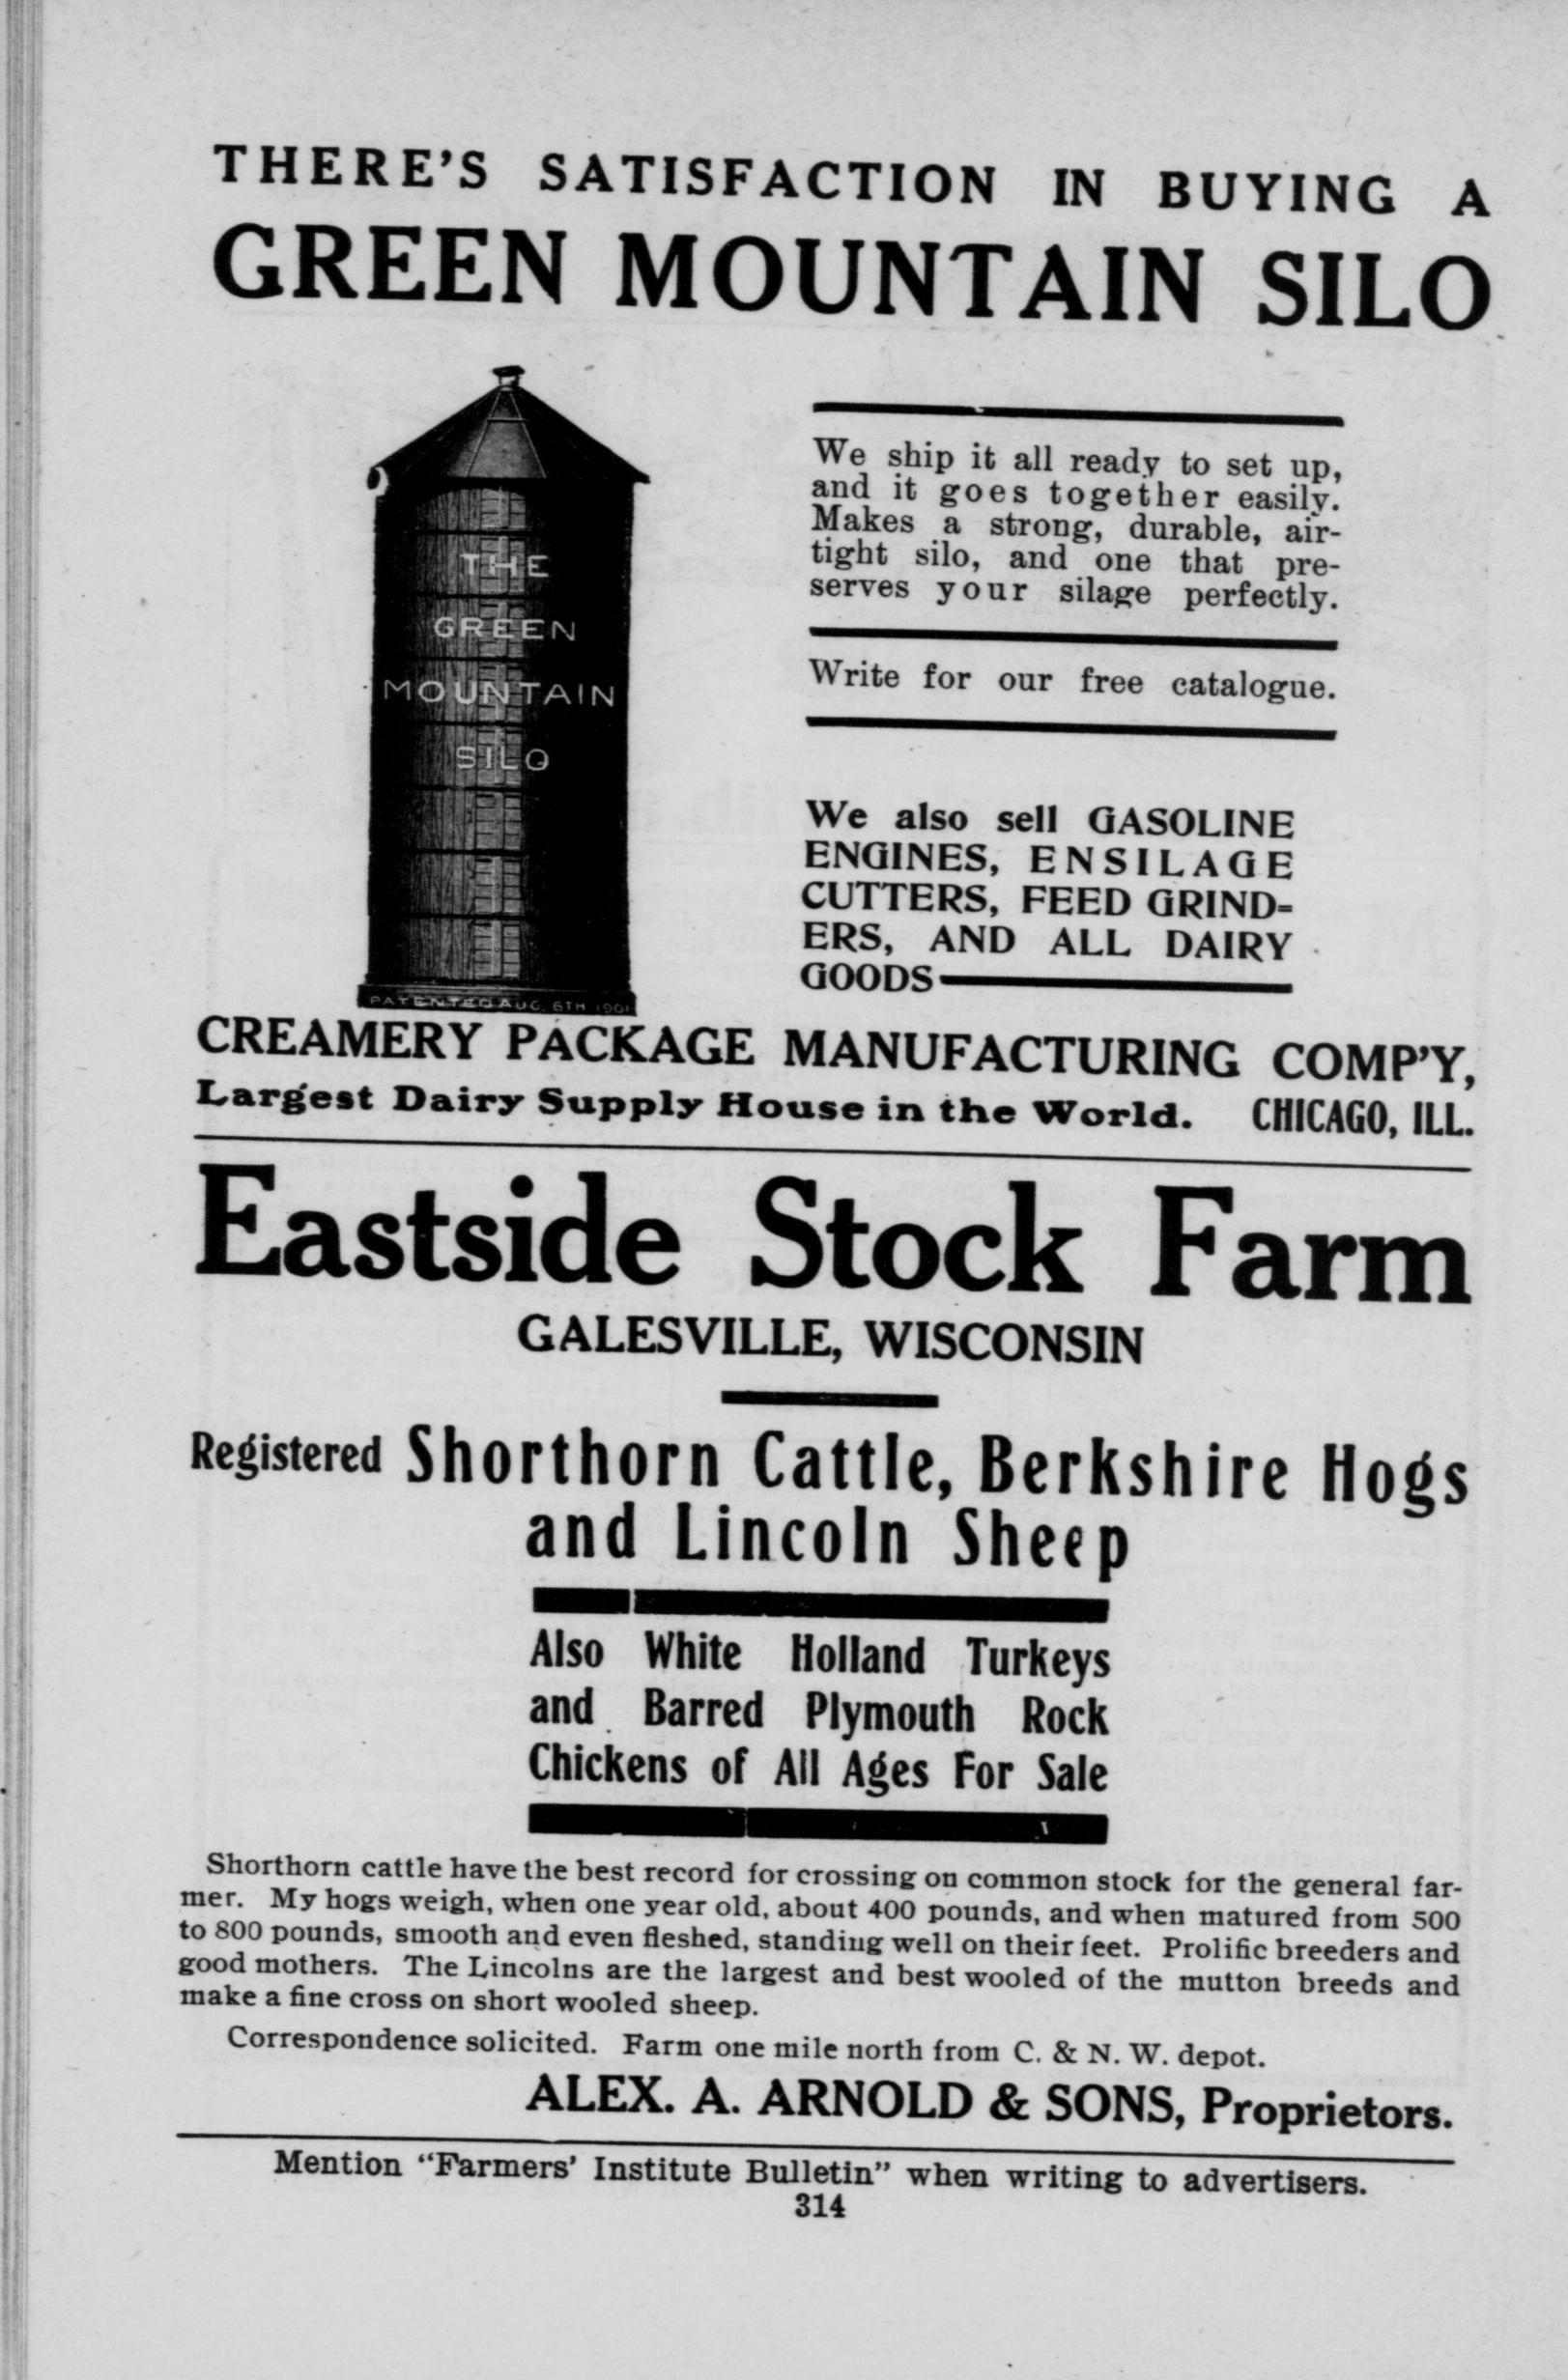 THERE'S SATISFACTION IN BUYING A
GREEN MOUNTAIN SILO
THE
GREEN
MOUNTAIN
SILO
PATENTED AUG. 6TH 1901
We ship it all ready to set up,
and it goes together easily.
Makes a strong, durable, air-
tight silo, and one that pre-
serves your silage perfectly.
Write for our free catalogue.
We also sell GASOLINE
ENGINES, ENSILAGE
CUTTERS, FEED GRIND-
ERS, AND ALL DAIRY
GOODS
CREAMERY PACKAGE MANUFACTURING COMP'Y,
Largest Dairy Supply House in the World. CHICAGO, ILL.
Eastside Stock Farm
GALESVILLE, WISCONSIN
Registered Shorthorn Cattle, Berkshire Hogs
and Lincoln Sheep
Also White Holland Turkeys
and Barred Plymouth Rock
Chickens of All Ages For Sale
Shorthorn cattle have the best record for crossing on common stock for the general far-
mer. My hogs weigh, when one year old, about 400 pounds, and when matured from 500
to 800 pounds, smooth and even fleshed, standing well on their feet. Prolific breeders and
good mothers. The Lincolns are the largest and best wooled of the mutton breeds and
make a fine cross on short wooled sheep.
Correspondence solicited. Farm one mile north from C. & N. W. depot.
ALEX. A. ARNOLD & SONS, Proprietors.
Mention "Farmers' Institute Bulletin" when writing to advertisers.
314